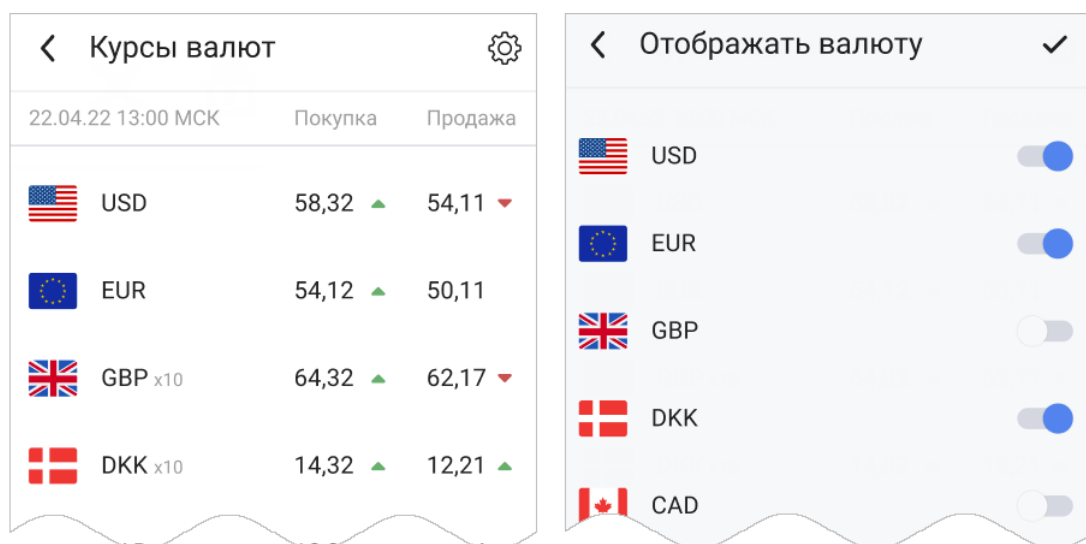 Курсы валют
22.04.22 13:00 МСК Покупка Продажа
USD 58,32 54,11
EUR 54,12 50,11
GBP x10 64,32 62,17
DKK x10 14,32 12,21
Отображать валюту
USD
EUR
GBP
DKK
CAD